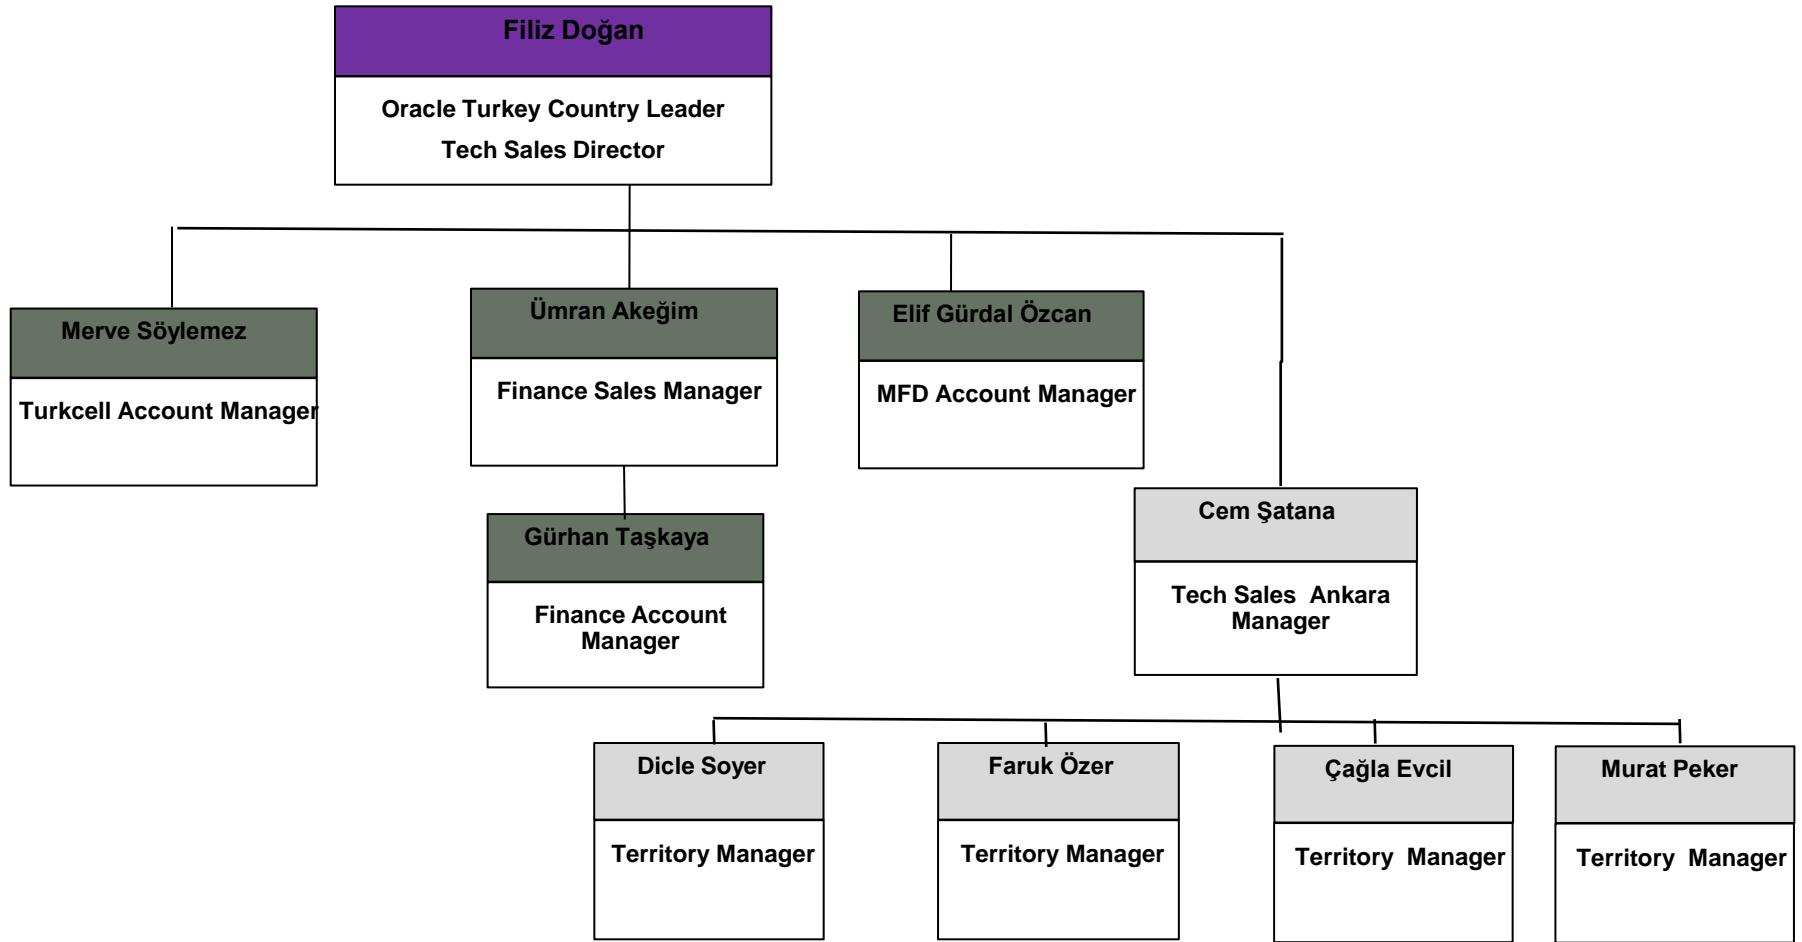 Filiz Doğan
Oracle Turkey Country Leader
Tech Sales Director
Merve Söylemez
Turkcell Account Manager
Ümran Akeğim
Finance Sales Manager
Elif Gürdal Özcan
MFD Account Manager
Gürhan Taşkaya
Finance Account
Manager
Cem Şatana
Tech Sales Ankara
Manager
Dicle Soyer
Territory Manager
Faruk Özer
Territory Manager
Çağla Evcil
Territory Manager
Murat Peker
Territory Manager